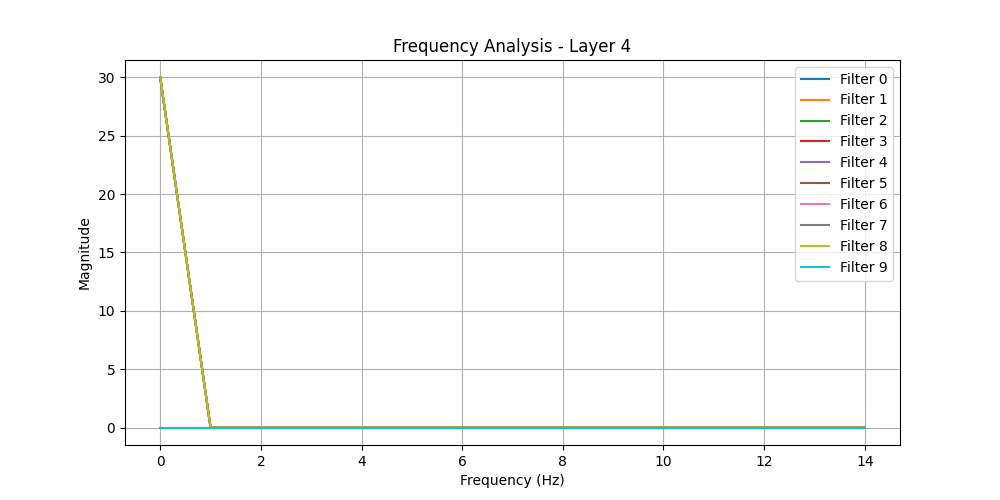 Frequency Analysis - Layer 4
Magnitude
30
25
20
15
10
5
0
0 2 4 6 8 10 12 14
Frequency (Hz)
Filter 0
Filter 1
Filter 2
Filter 3
Filter 4
Filter 5
Filter 6
Filter 7
Filter 8
Filter 9